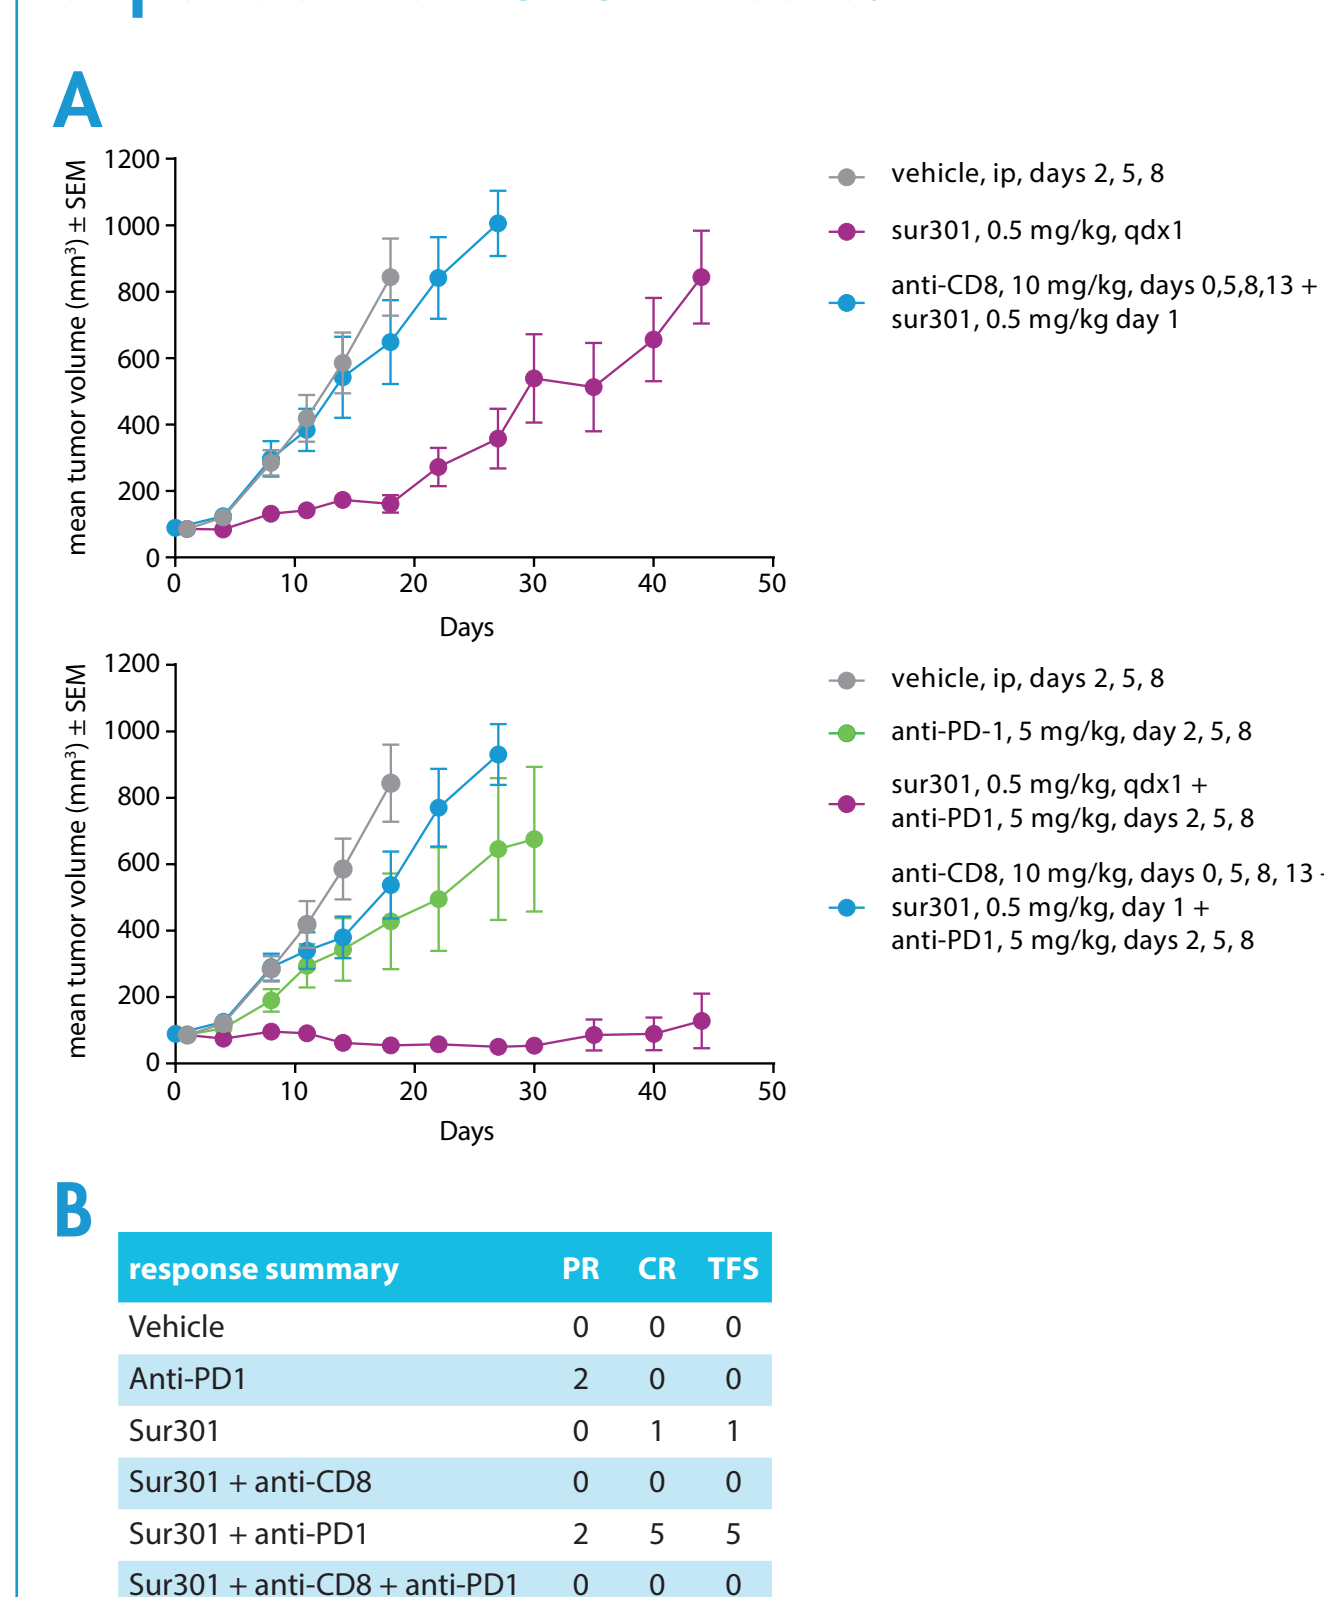 A
mean tumor volume (mm³) ± SEM
1200
1000
800
600
400
200
0
0 10 20 30 40 50
Days
vehicle, ip, days 2, 5, 8
sur301, 0.5 mg/kg, qdx1
anti-CD8, 10 mg/kg, days 0,5,8,13 +
sur301, 0.5 mg/kg day 1
mean tumor volume (mm³) ± SEM
1200
1000
800
600
400
200
0
0 10 20 30 40 50
Days
vehicle, ip, days 2, 5, 8
anti-PD-1, 5 mg/kg, day 2, 5, 8
sur301, 0.5 mg/kg, qdx1 +
anti-PD1, 5 mg/kg, days 2, 5, 8
anti-CD8, 10 mg/kg, days 0, 5, 8, 13
sur301, 0.5 mg/kg, day 1 +
anti-PD1, 5 mg/kg, days 2, 5, 8
B
response summary PR CR TFS
Vehicle 0 0 0
Anti-PD1 2 0 0
Sur301 0 1 1
Sur301 + anti-CD8 0 0 0
Sur301 + anti-PD1 2 5 5
Sur301 + anti-CD8 + anti-PD1 0 0 0